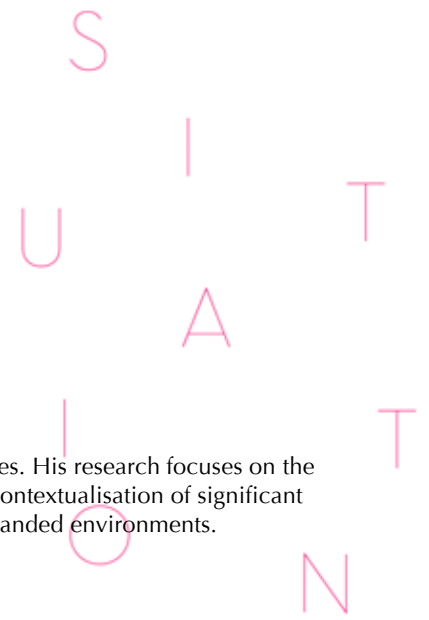 S
I
T
U
A
T
I
es. His research focuses on the
ontextualisation of significant
anded environments.
O
N